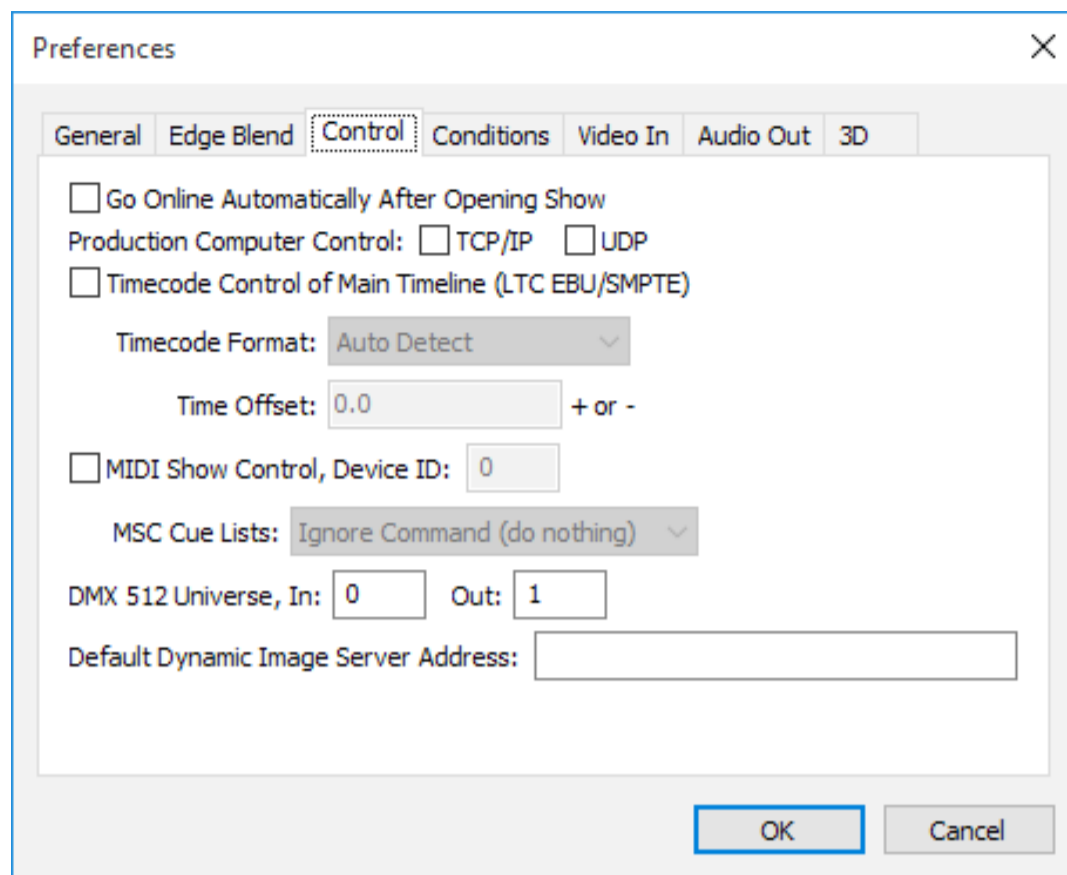 Preferences
General Edge Blend Control Conditions Video In Audio Out 3D
Go Online Automatically After Opening Show
Production Computer Control: TCP/IP UDP
Timecode Control of Main Timeline (LTC EBU/SMPTE)
Timecode Format: Auto Detect
Time Offset: 0.0 + or -
MIDI Show Control, Device ID: 0
MSC Cue Lists: Ignore Command (do nothing)
DMX 512 Universe, In: 0 Out: 1
Default Dynamic Image Server Address:
OK Cancel